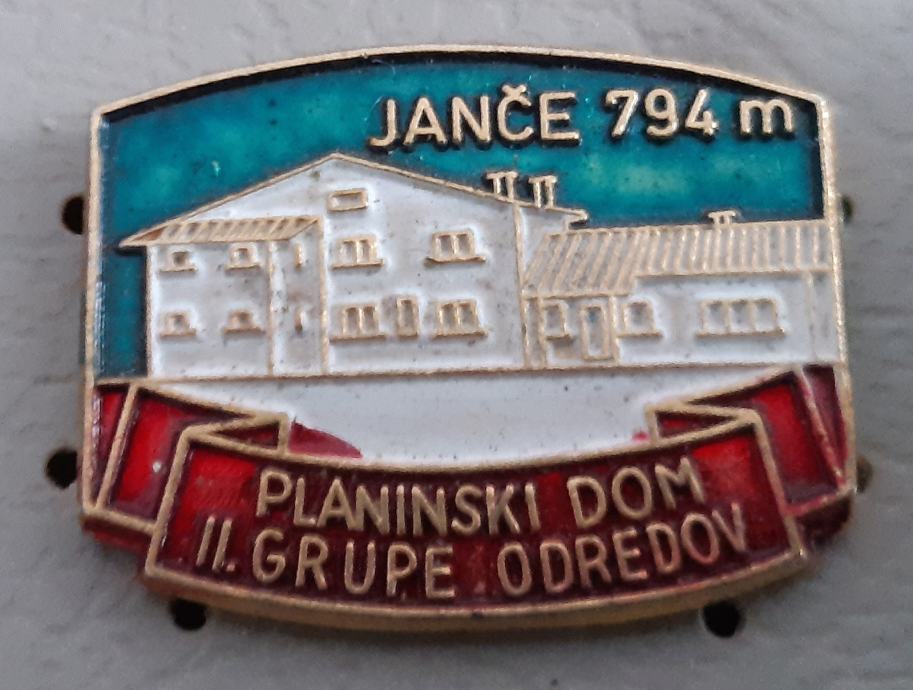 JANČE 794 m
PLANINSKI DOM
II. GRUPE ODREDOV